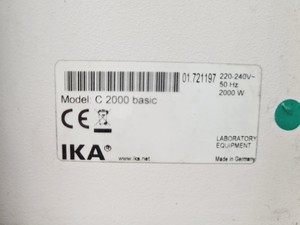 01.721197
220-240V~
50 Hz
2000 W
Model: C 2000 basic
CE
IKA®
www.ika.net
LABORATORY
EQUIPMENT
Made in Germany